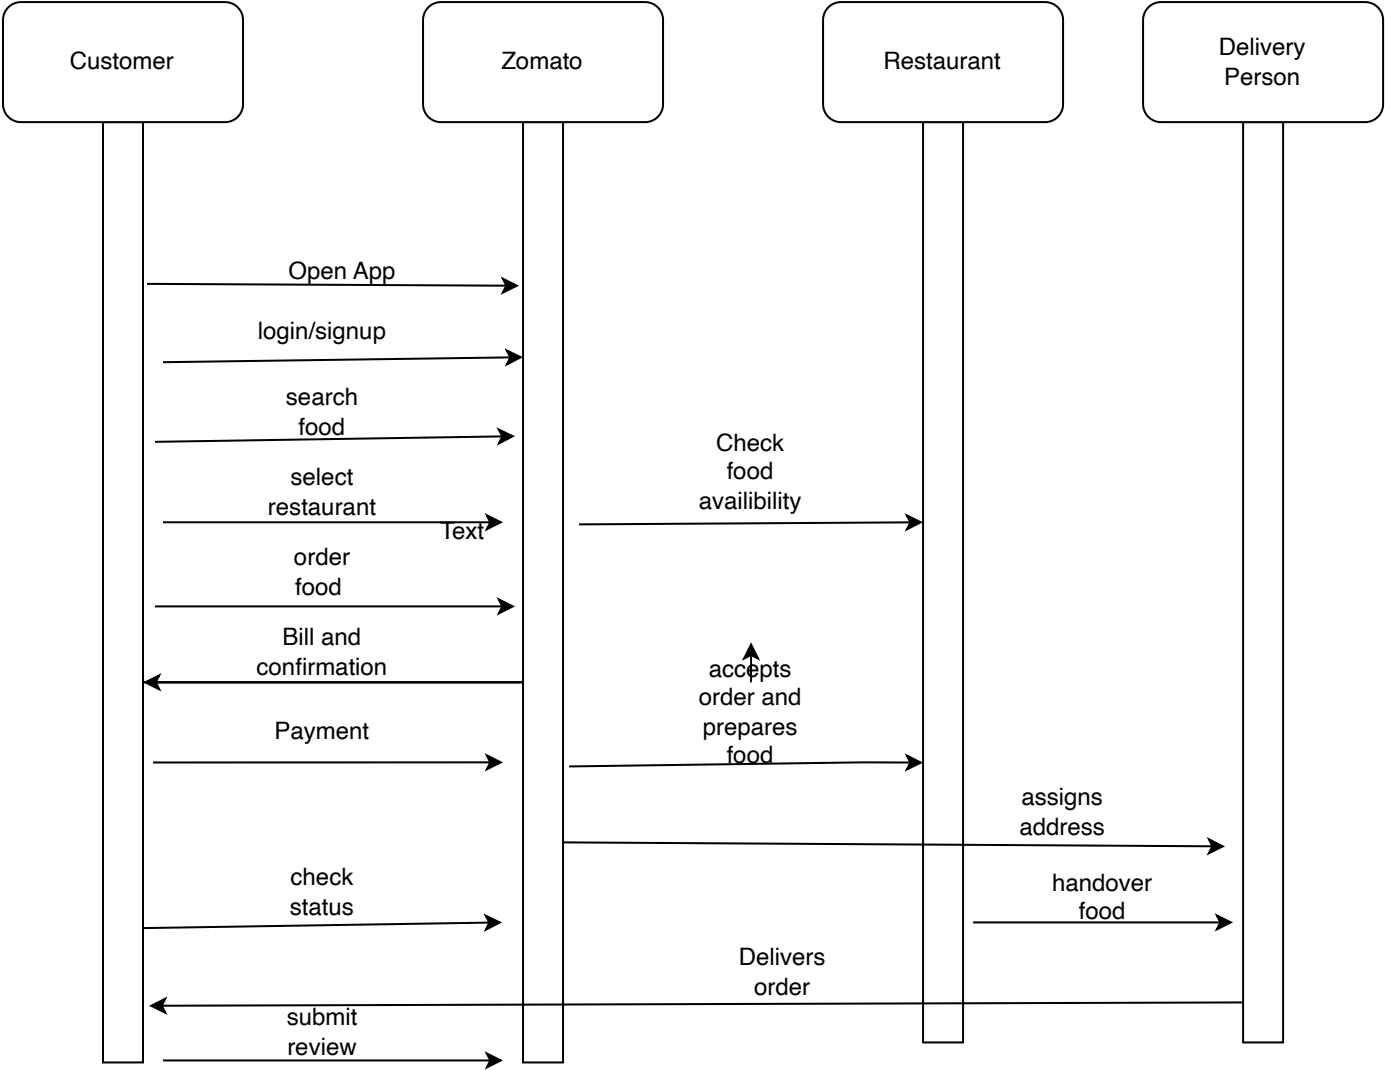 Customer
Zomato
Restaurant
Delivery
Person
Open App
login/signup
search
food
Check
food
availibility
select
restaurant
Text
order
food
Bill and
confirmation
accepts
order and
prepares
food
Payment
assigns
address
check
status
handover
food
Delivers
order
submit
review